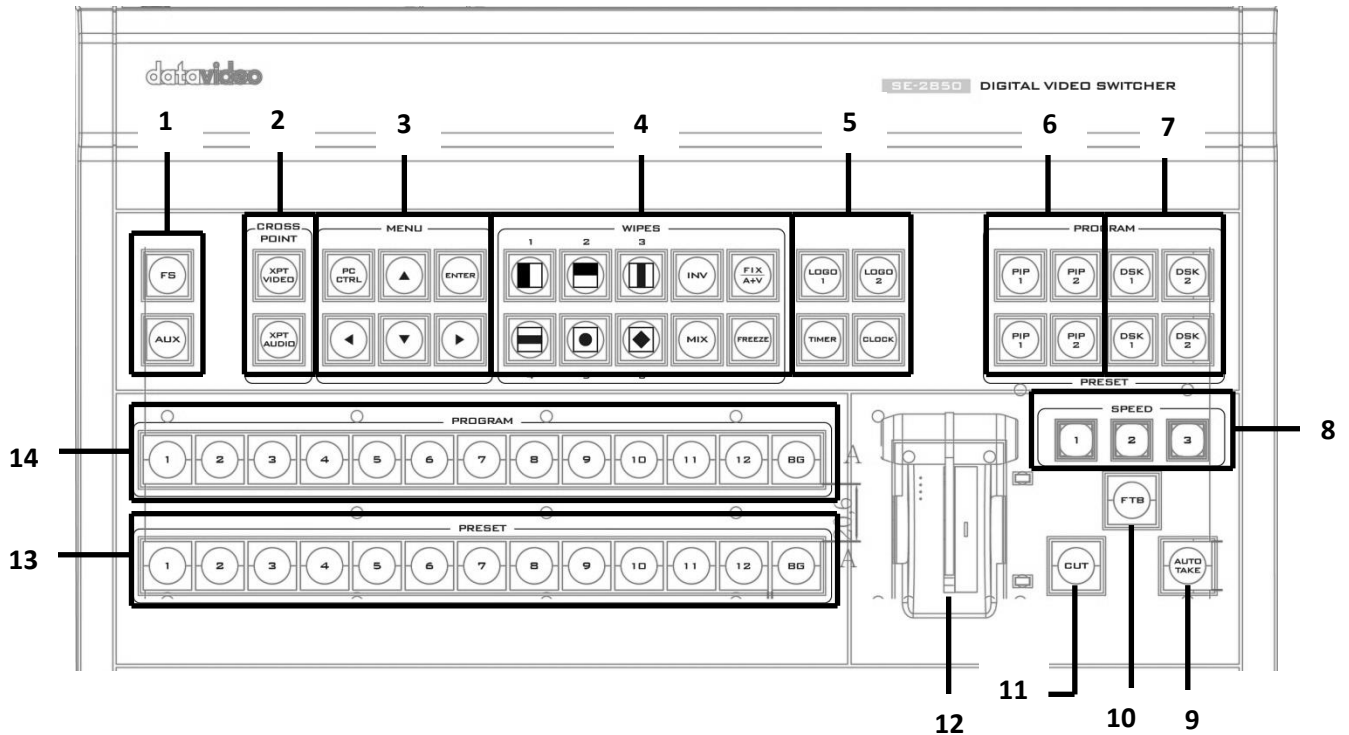 datavideo
SE-2850 DIGITAL VIDEO SWITCHER
1 2 3 4 5 6 7
CROSS POINT MENU WIPES PROGRAM
1 2 3
FS XPT VIDEO PC CTRL ▲ ENTER INV FIX A+V LOGO 1 LOGO 2 PIP 1 PIP 2 DSK 1 DSK 2
AUX XPT AUDIO ◀ ▼ ▶ MIX FREEZE TIMER CLOCK PIP 1 PIP 2 DSK 1 DSK 2
PRESET
SPEED
1 2 3
8
PROGRAM
14
1 2 3 4 5 6 7 8 9 10 11 12 BG
A
FTB
PRESET
13
1 2 3 4 5 6 7 8 9 10 11 12 BG
A
CUT AUTO TAKE
12 11 10 9